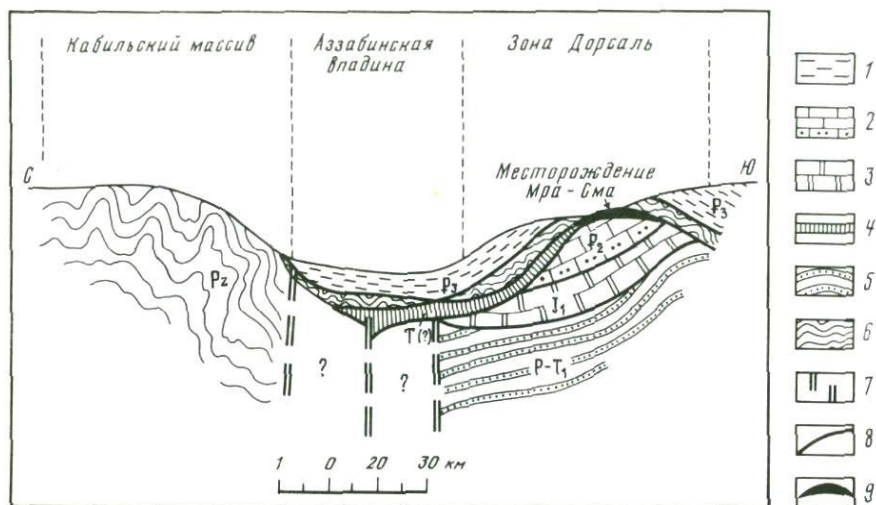 Кабильский массив
Аззабинская
впадина
Зона Дорсаль
С
Ю
Месторождение
Мра-Сма
P3
P2
P3
Pz
J1
T(?)
P-T1
?
?
1 0 20 30 км
1
2
3
4
5
6
7
8
9